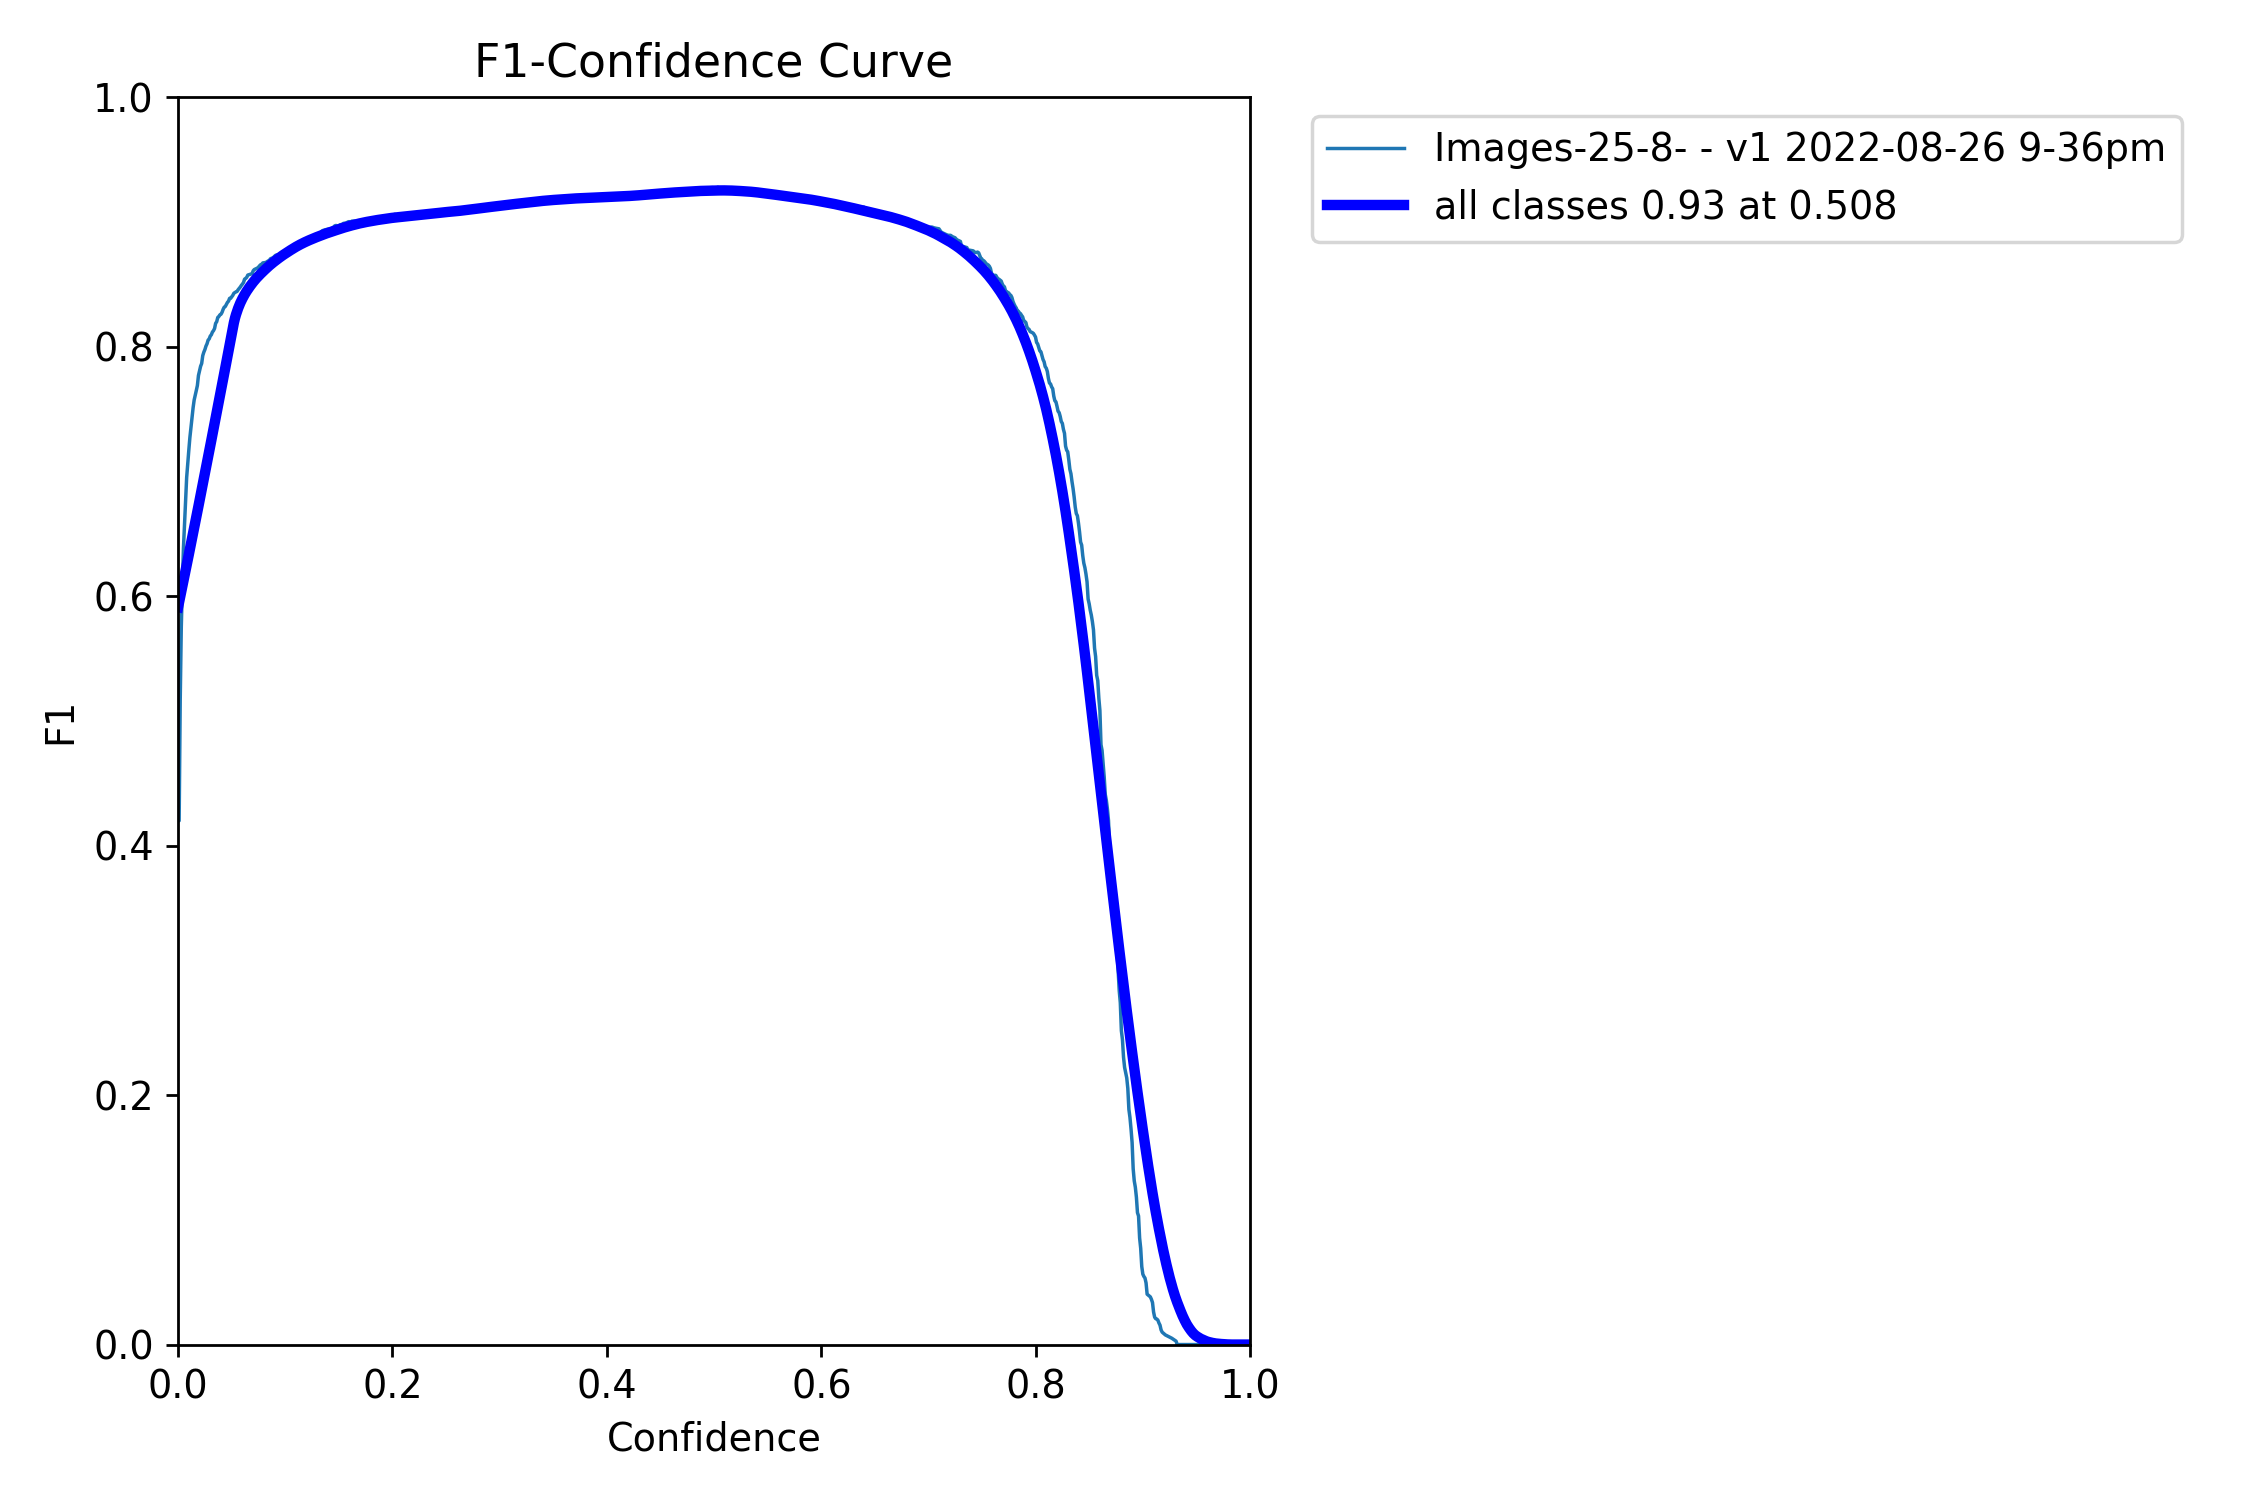 F1-Confidence Curve
1.0
0.8
0.6
0.4
0.2
0.0
F1
0.0 0.2 0.4 0.6 0.8 1.0
Confidence
Images-25-8- - v1 2022-08-26 9-36pm
all classes 0.93 at 0.508